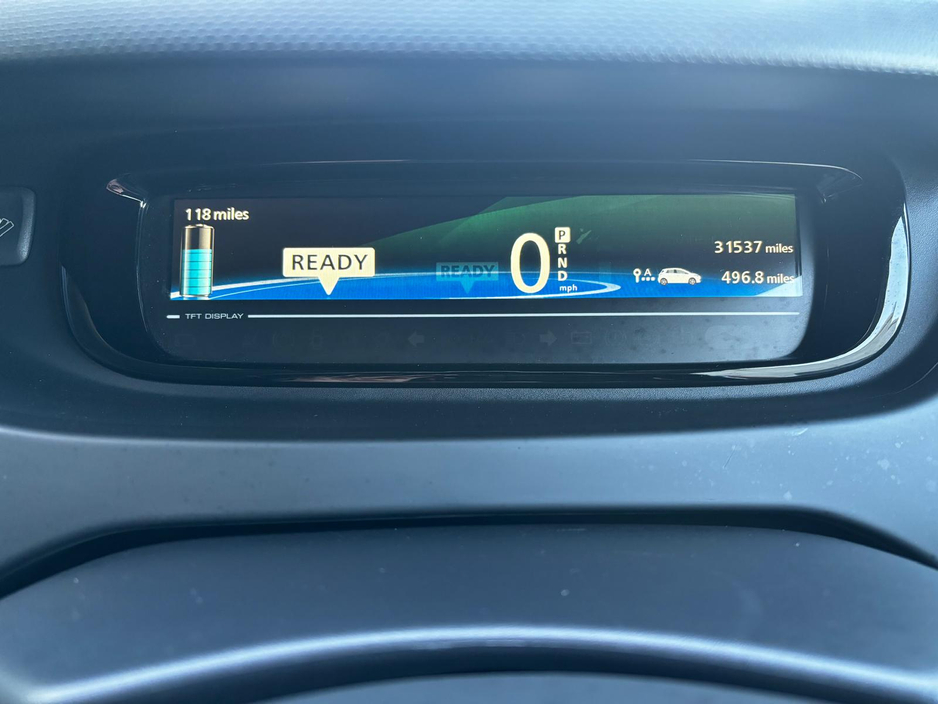 118 miles
READY
READY
0
mph
P
R
N
D
31537 miles
A
496.8 miles
TFT DISPLAY